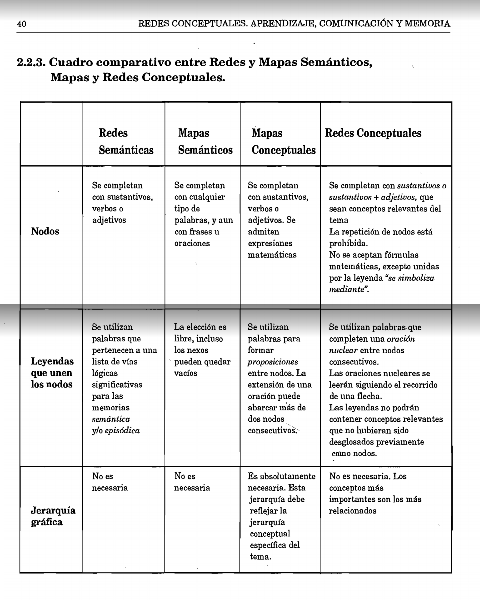 40 REDES CONCEPTUALES. APRENDIZAJE, COMUNICACIÓN Y MEMORIA
2.2.3. Cuadro comparativo entre Redes y Mapas Semánticos,
Mapas y Redes Conceptuales.
Redes
Semánticas
Mapas
Semánticos
Mapas
Conceptuales
Redes Conceptuales
Nodos
Se completan
con sustantivos,
verbos o
adjetivos
Se completan
con cualquier
tipo de
palabras, y aun
con frases u
oraciones
Se completan
con sustantivos,
verbos o
adjetivos. Se
admiten
expresiones
matemáticas
Se completan con sustantivos o
sustantivos + adjetivos, que
sean conceptos relevantes del
tema
La repetición de nodos está
prohibida.
No se aceptan fórmulas
matemáticas, excepto unidas
por la leyenda "se simboliza
mediante".
Leyendas
que unen
los nodos
Se utilizan
palabras que
pertenecen a una
lista de vías
lógicas
significativas
para las
memorias
semántica
y/o episódica
La elección es
libre, incluso
los nexos
pueden quedar
vacíos
Se utilizan
palabras para
formar
proposiciones
entre nodos. La
extensión de una
oración puede
abarcar más de
dos nodos
consecutivos.
Se utilizan palabras que
completen una oración
nuclear entre nodos
consecutivos.
Las oraciones nucleares se
leerán siguiendo el recorrido
de una flecha.
Las leyendas no podrán
contener conceptos relevantes
que no hubieran sido
desglosados previamente
como nodos.
Jerarquía
gráfica
No es
necesaria
No es
necesaria
Es absolutamente
necesaria. Esta
jerarquía debe
reflejar la
jerarquía
conceptual
específica del
tema.
No es necesaria. Los
conceptos más
importantes son los más
relacionados